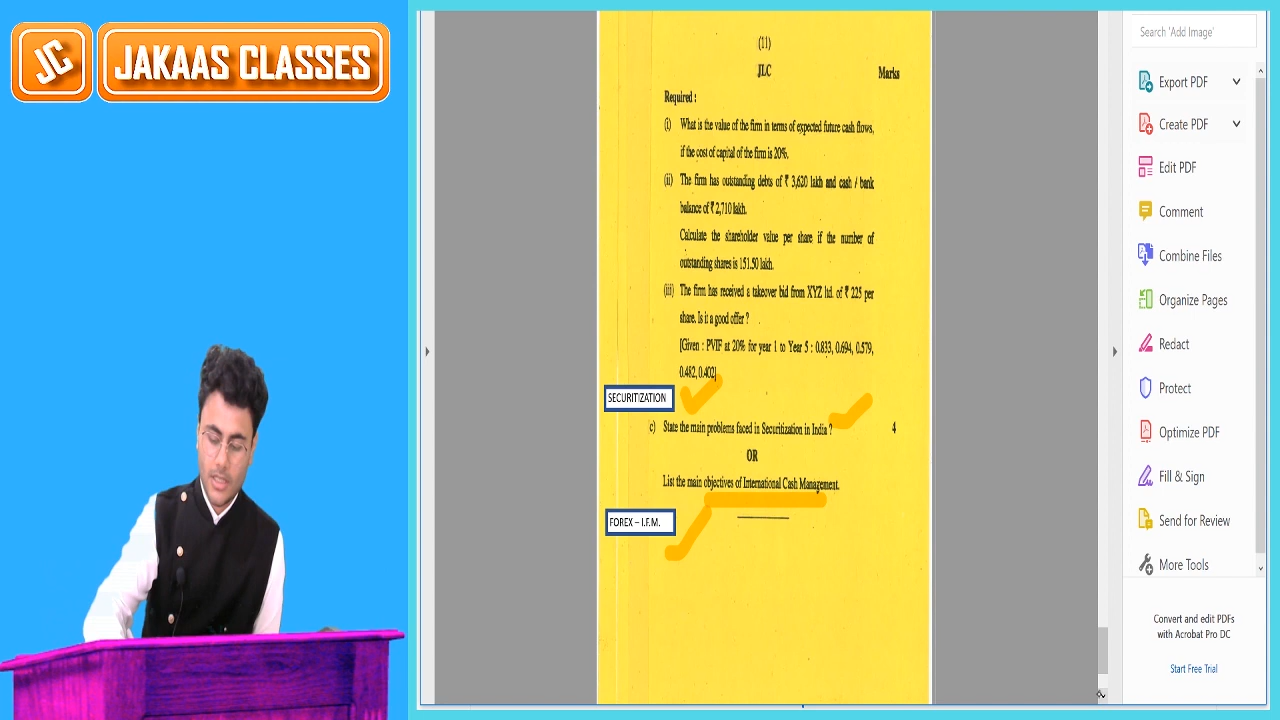 JC
JAKAAS CLASSES
(11)
JLC
Marks
Required :
(i) What is the value of the firm in terms of expected future cash flows,
if the cost of capital of the firm is 20%.
(ii) The firm has outstanding debts of ₹ 3,620 lakh and cash / bank
balance of ₹ 2,710 lakh.
Calculate the shareholder value per share if the number of
outstanding shares is 151.50 lakh.
(iii) The firm has received a takeover bid from XYZ ltd. of ₹ 225 per
share. Is it a good offer ?
[Given : PVIF at 20% for year 1 to Year 5 : 0.833, 0.694, 0.579,
0.482, 0.402]
SECURITIZATION
c) State the main problems faced in Securitization in India ? 4
OR
List the main objectives of International Cash Management.
FOREX – I.F.M.
Search 'Add Image'
Export PDF
Create PDF
Edit PDF
Comment
Combine Files
Organize Pages
Redact
Protect
Optimize PDF
Fill & Sign
Send for Review
More Tools
Convert and edit PDFs
with Acrobat Pro DC
Start Free Trial